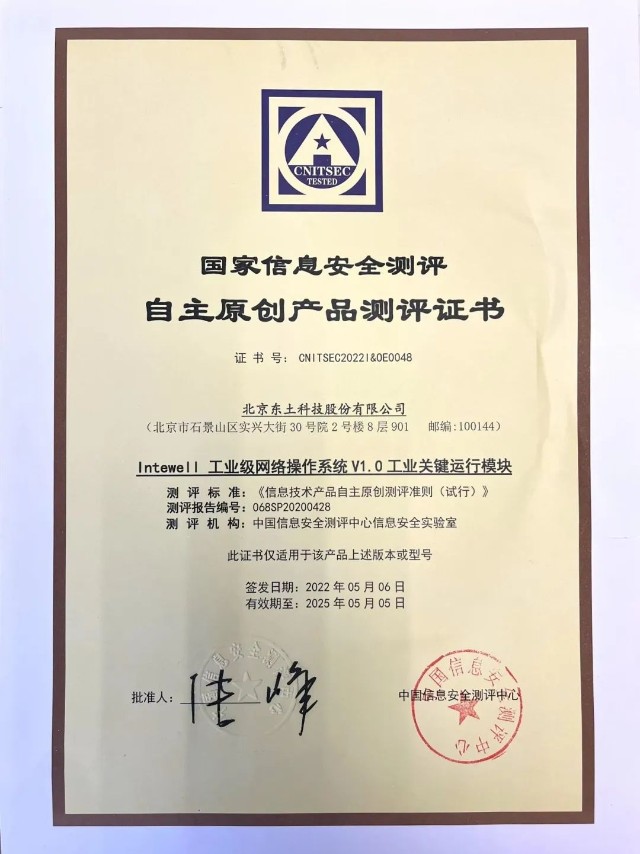 CNITSEC
TESTED
国家信息安全测评
自主原创产品测评证书
证书号：CNITSEC2022I&OE0048
北京东土科技股份有限公司
（北京市石景山区实兴大街30号院2号楼8层901 邮编:100144）
Intewell 工业级网络操作系统 V1.0 工业关键运行模块
测评标准：《信息技术产品自主原创测评准则（试行）》
测评报告编号：068SP20200428
测评机构：中国信息安全测评中心信息安全实验室
此证书仅适用于该产品上述版本或型号
签发日期：2022年05月06日
有效期至：2025年05月05日
批准人：
中国信息安全测评中心
中国信息安全测评中心